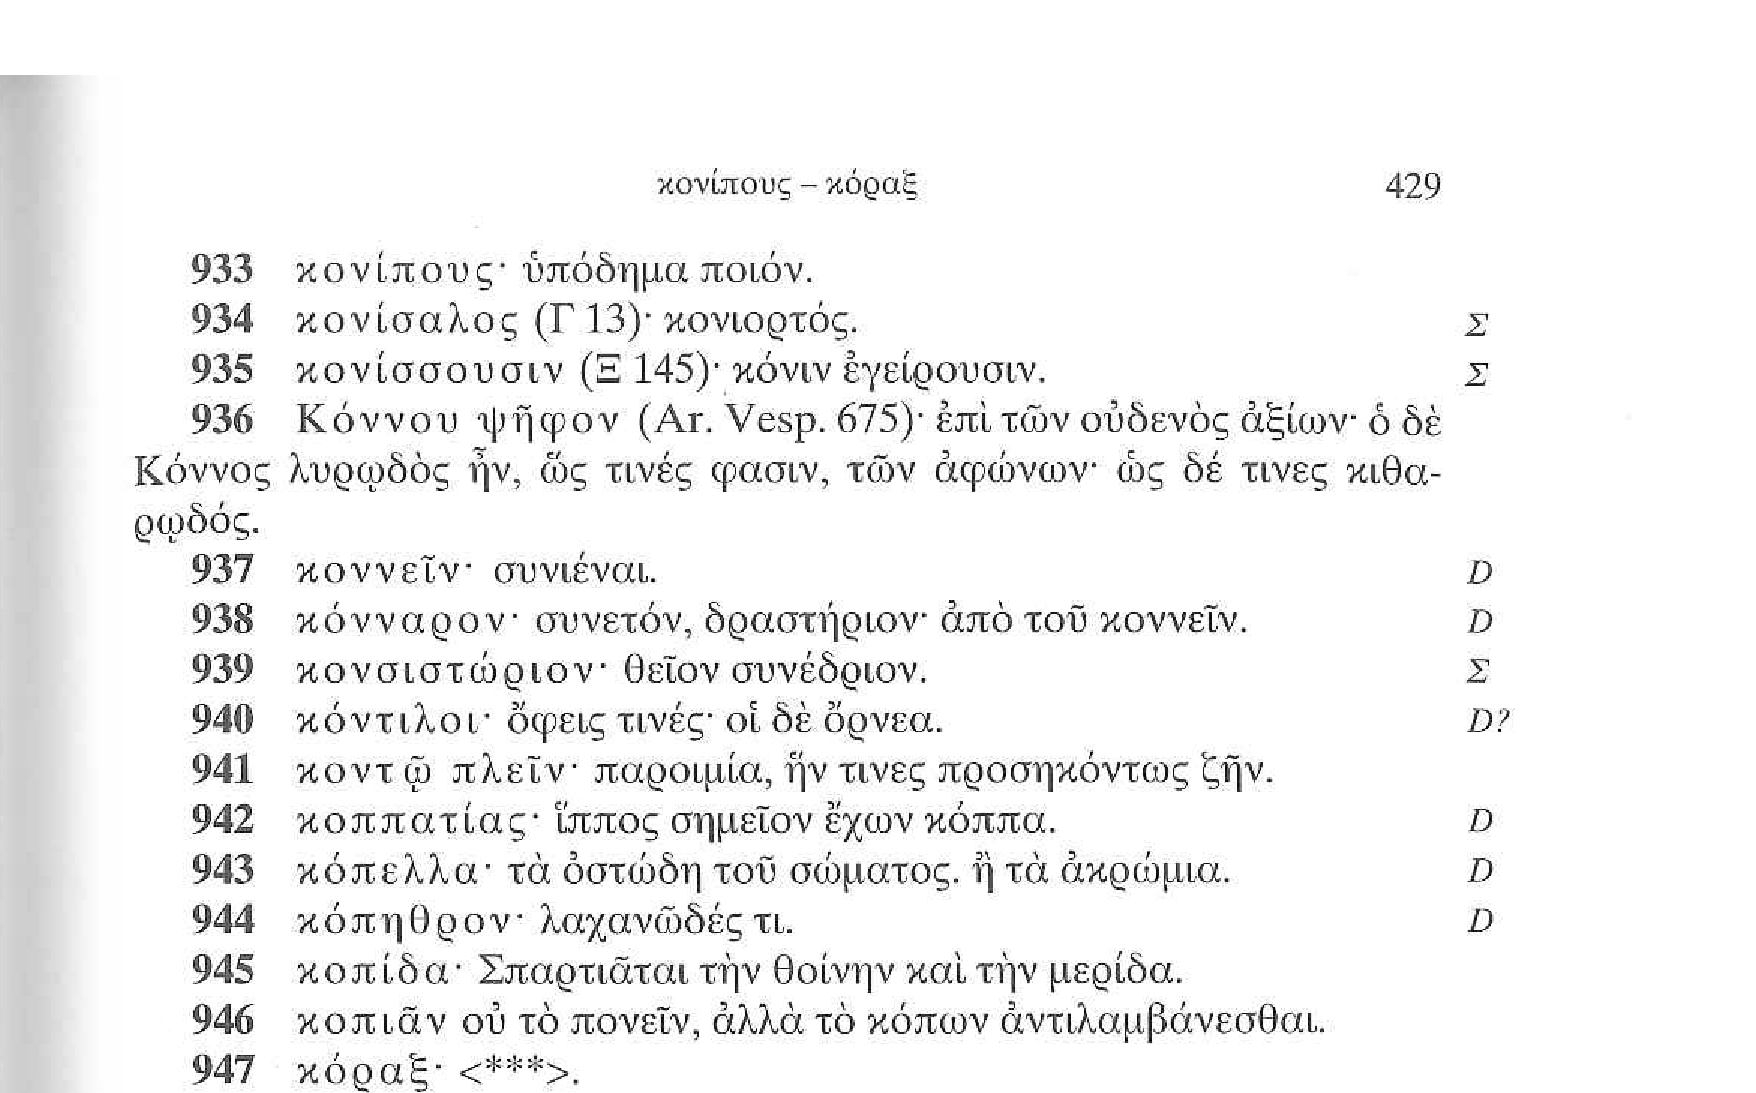 κονίπους – κόραξ 429
933 κονίπους· ὑπόδημα ποιόν.
934 κονίσαλος (Γ 13)· κονιορτός. Σ
935 κονίσσουσιν (Ξ 145)· κόνιν ἐγείρουσιν. Σ
936 Κόννου ψῆφον (Ar. Vesp. 675)· ἐπὶ τῶν οὐδενὸς ἀξίων· ὁ δὲ
Κόννος λυρῳδὸς ἦν, ὥς τινές φασιν, τῶν ἀφώνων· ὡς δέ τινες κιθα-
ρῳδός.
937 κοννεῖν· συνιέναι. D
938 κόνναρον· συνετόν, δραστήριον· ἀπὸ τοῦ κοννεῖν. D
939 κονσιστώριον· θεῖον συνέδριον. Σ
940 κόντιλοι· ὄφεις τινές· οἱ δὲ ὄρνεα. D?
941 κοντῷ πλεῖν· παροιμία, ἥν τινες προσηκόντως ζῆν.
942 κοππατίας· ἵππος σημεῖον ἔχων κόππα. D
943 κόπελλα· τὰ ὀστώδη τοῦ σώματος. ἢ τὰ ἀκρώμια. D
944 κόπηθρον· λαχανῶδές τι. D
945 κοπίδα· Σπαρτιᾶται τὴν θοίνην καὶ τὴν μερίδα.
946 κοπιᾶν οὐ τὸ πονεῖν, ἀλλὰ τὸ κόπων ἀντιλαμβάνεσθαι.
947 κόραξ· <***>.